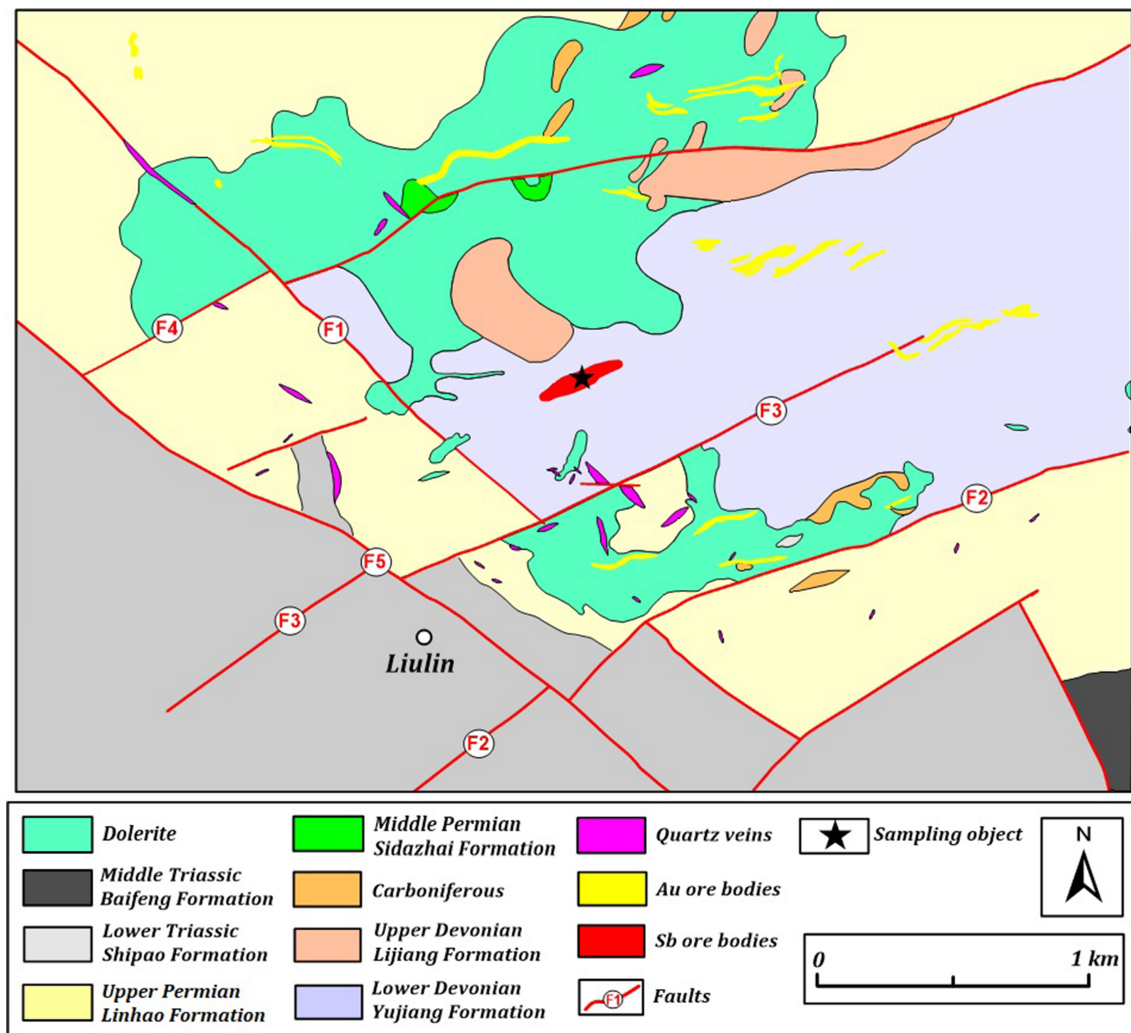 F4
F1
F3
F2
F5
F3
Liulin
F2
Dolerite
Middle Triassic
Baifeng Formation
Lower Triassic
Shipao Formation
Upper Permian
Linhao Formation
Middle Permian
Sidazhai Formation
Carboniferous
Upper Devonian
Lijiang Formation
Lower Devonian
Yujiang Formation
Quartz veins
Au ore bodies
Sb ore bodies
F1
Faults
Sampling object
N
0 1 km